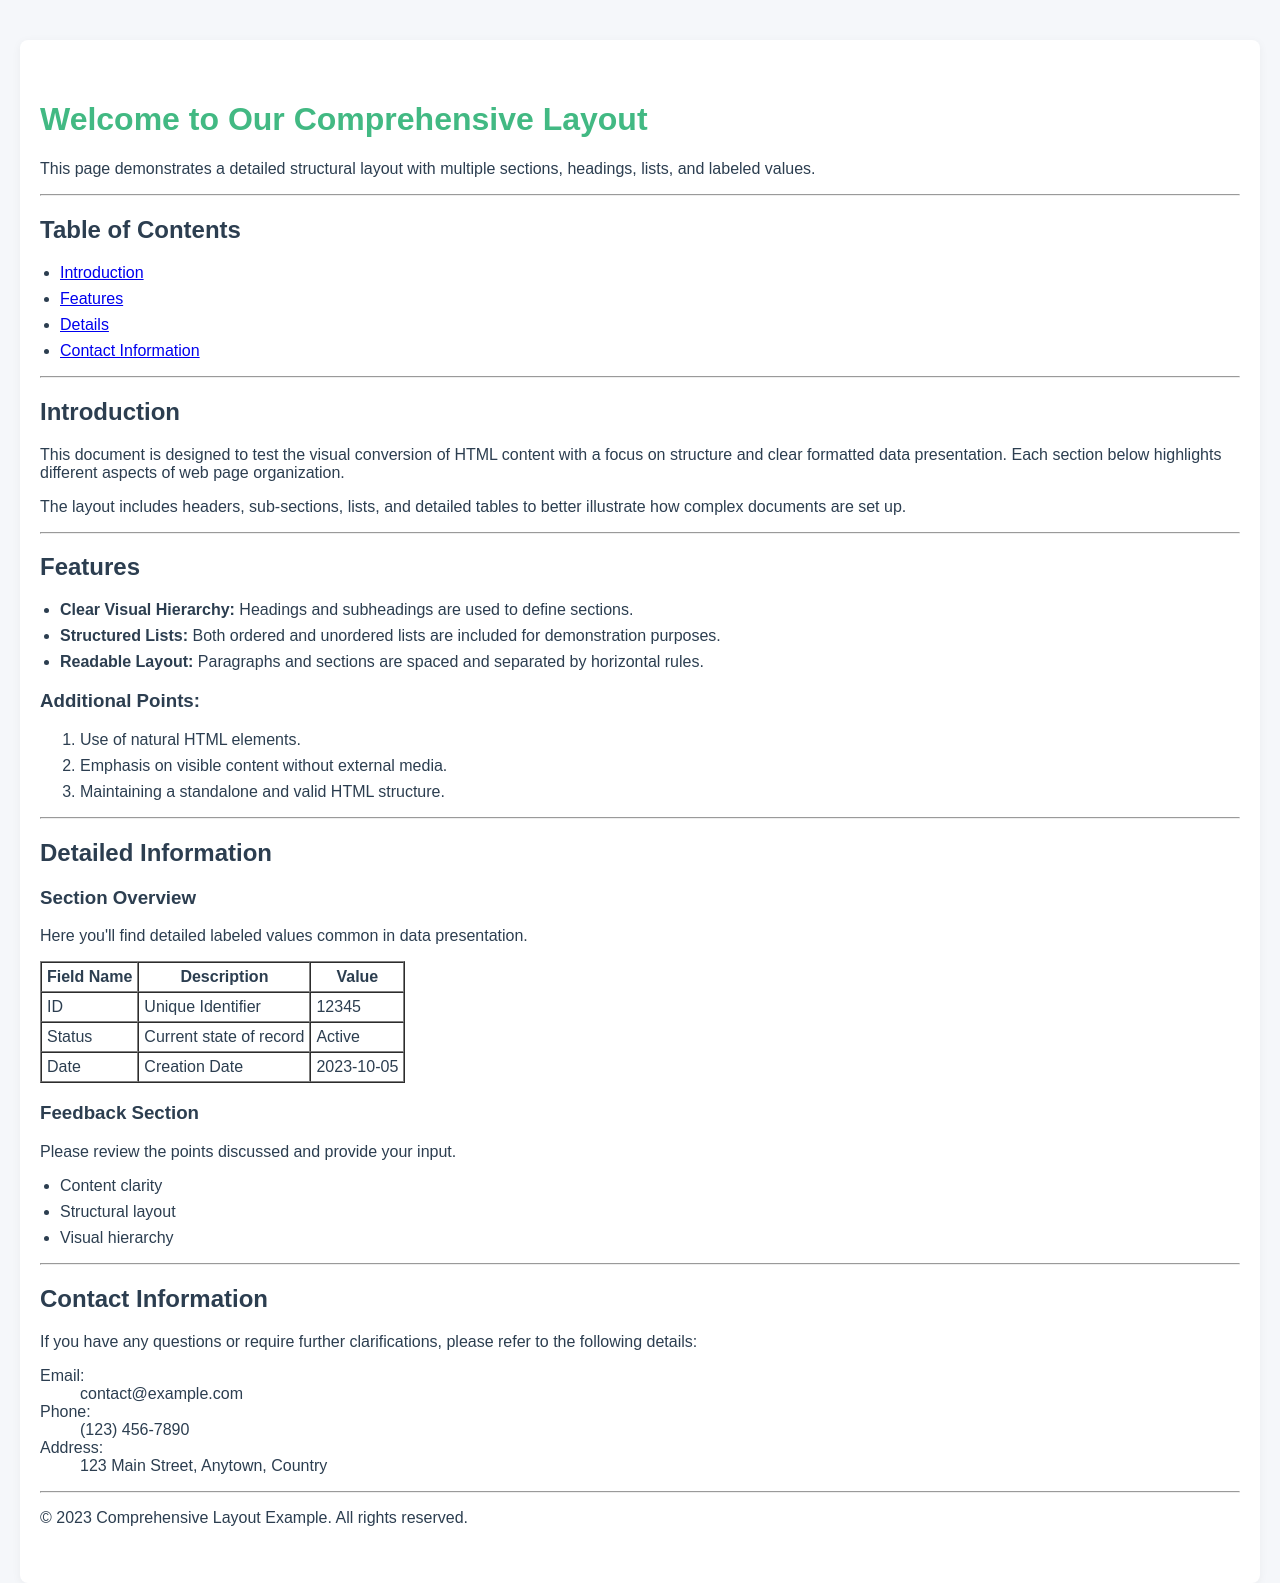 Welcome to Our Comprehensive Layout
This page demonstrates a detailed structural layout with multiple sections, headings, lists, and labeled values.
Table of Contents
Introduction
Features
Details
Contact Information
Introduction
This document is designed to test the visual conversion of HTML content with a focus on structure and clear formatted data presentation. Each section below highlights
different aspects of web page organization.
The layout includes headers, sub-sections, lists, and detailed tables to better illustrate how complex documents are set up.
Features
Clear Visual Hierarchy: Headings and subheadings are used to define sections.
Structured Lists: Both ordered and unordered lists are included for demonstration purposes.
Readable Layout: Paragraphs and sections are spaced and separated by horizontal rules.
Additional Points:
1. Use of natural HTML elements.
2. Emphasis on visible content without external media.
3. Maintaining a standalone and valid HTML structure.
Detailed Information
Section Overview
Here you'll find detailed labeled values common in data presentation.
Field Name Description Value
ID Unique Identifier 12345
Status Current state of record Active
Date Creation Date 2023-10-05
Feedback Section
Please review the points discussed and provide your input.
Content clarity
Structural layout
Visual hierarchy
Contact Information
If you have any questions or require further clarifications, please refer to the following details:
Email:
contact@example.com
Phone:
(123) 456-7890
Address:
123 Main Street, Anytown, Country
© 2023 Comprehensive Layout Example. All rights reserved.